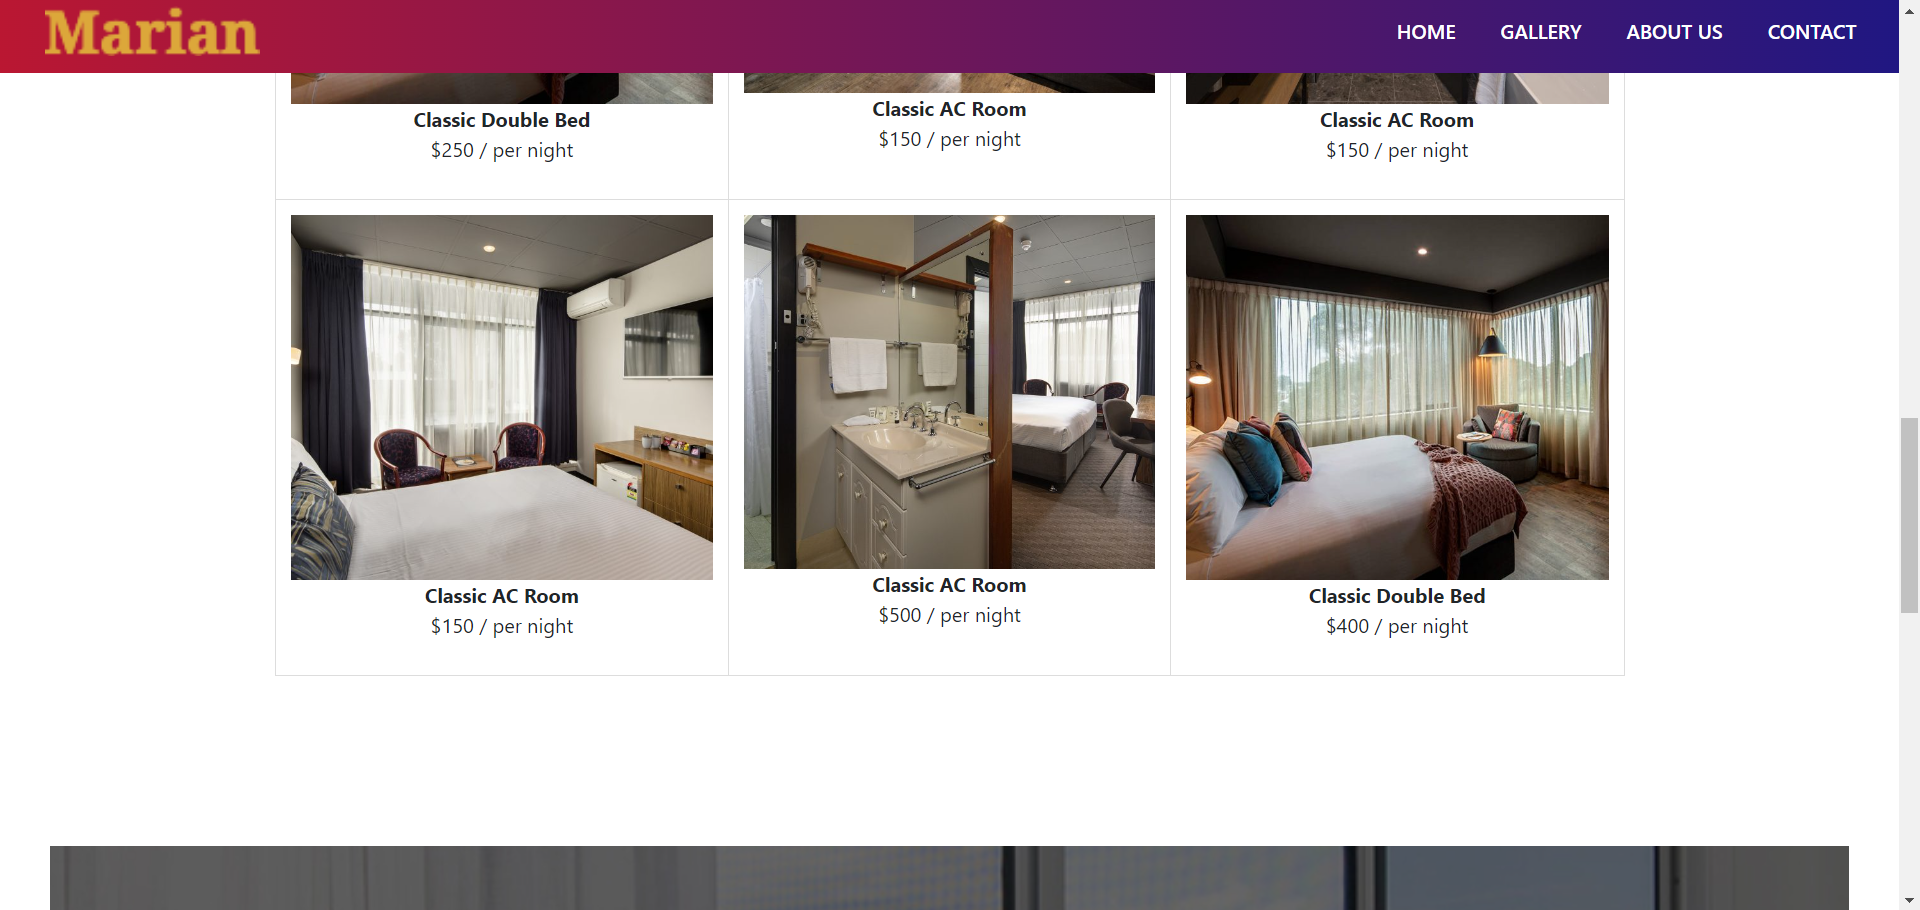 Marian
HOME
GALLERY
ABOUT US
CONTACT
Classic Double Bed
$250 / per night
Classic AC Room
$150 / per night
Classic AC Room
$150 / per night
Classic AC Room
$150 / per night
Classic AC Room
$500 / per night
Classic Double Bed
$400 / per night